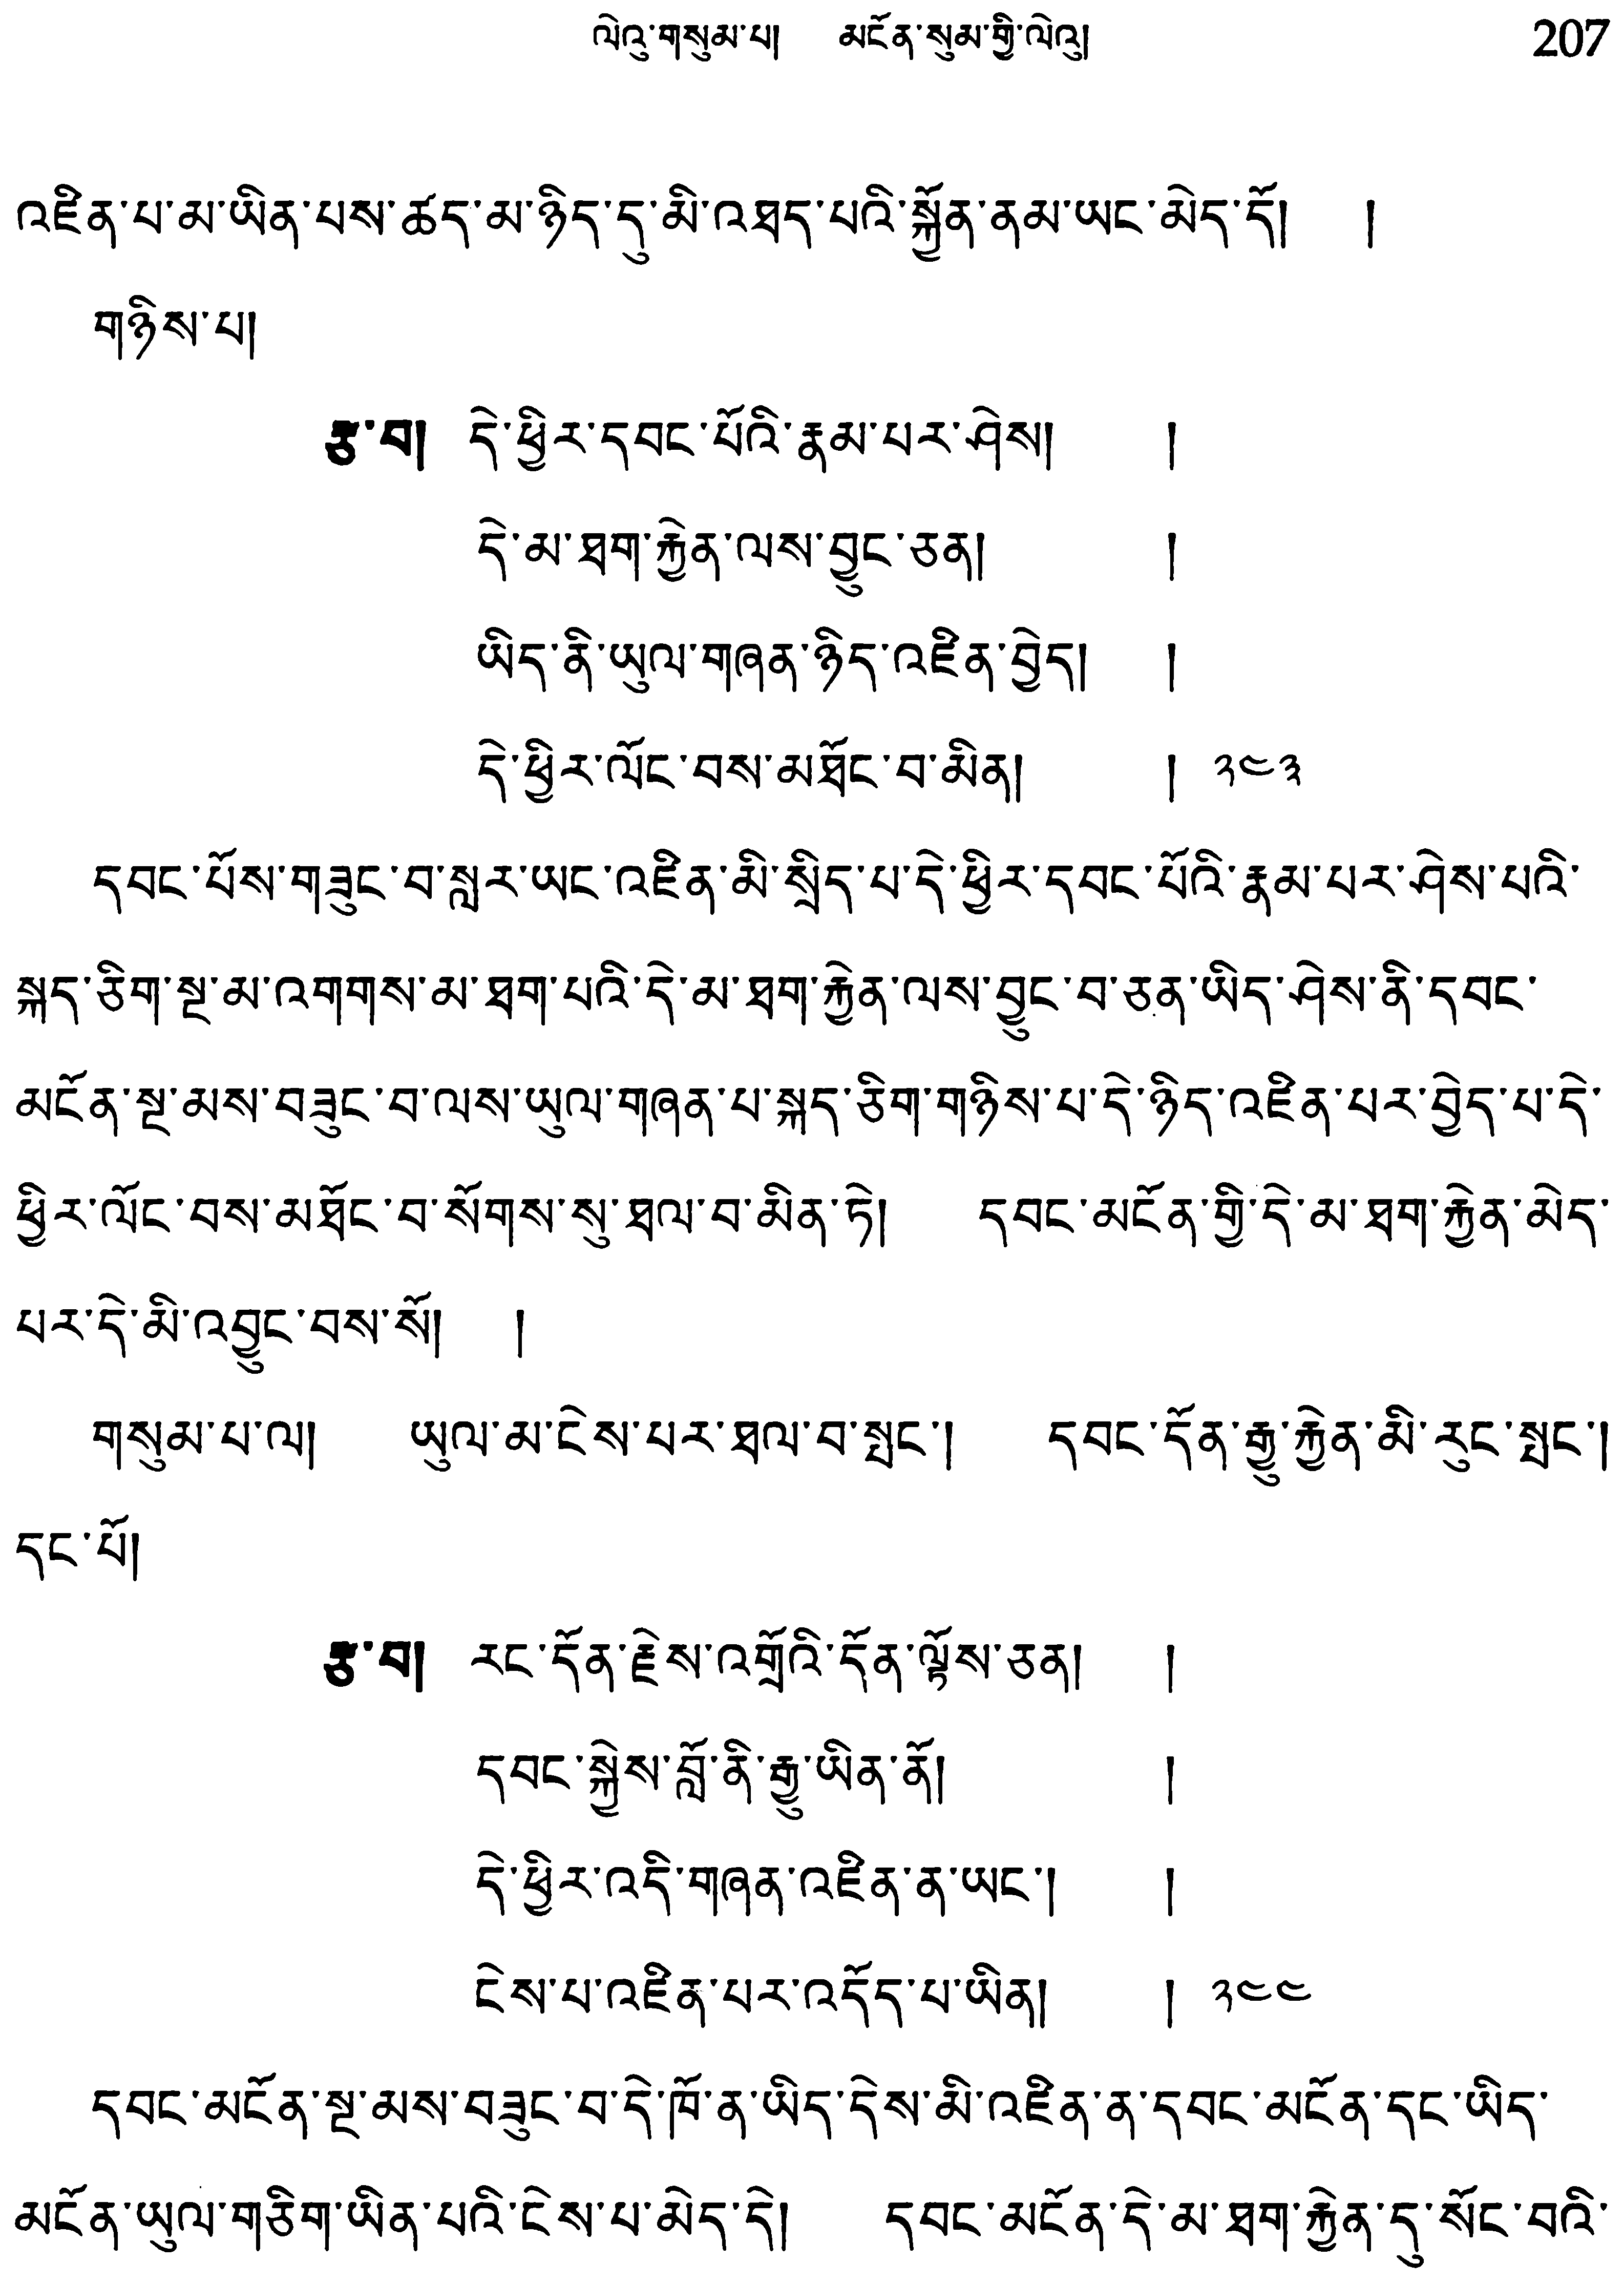 ལེའུ་གསུམ་པ།  མངོན་སུམ་གྱི་ལེའུ། 207
འཛིན་པ་མ་ཡིན་པས་ཚད་མ་ཉིད་དུ་མི་འཐད་པའི་སྐྱོན་ནམ་ཡང་མེད་དོ།  །
གཉིས་པ།
རྩ་བ། དེ་ཕྱིར་དབང་པོའི་རྣམ་པར་ཤེས།  །
དེ་མ་ཐག་རྐྱེན་ལས་བྱུང་ཅན།  །
ཡིད་ནི་ཡུལ་གཞན་ཉིད་འཛིན་བྱེད།  །
དེ་ཕྱིར་ལོང་བས་མཐོང་བ་མིན།  ། ༢༤༣
དབང་པོས་གཟུང་བ་སླར་ཡང་འཛིན་མི་སྲིད་པ་དེ་ཕྱིར་དབང་པོའི་རྣམ་པར་ཤེས་པའི་
སྐད་ཅིག་སྔ་མ་འགགས་མ་ཐག་པའི་དེ་མ་ཐག་རྐྱེན་ལས་བྱུང་བ་ཅན་ཡིད་ཤེས་ནི་དབང་
མངོན་སྔ་མས་བཟུང་བ་ལས་ཡུལ་གཞན་པ་སྐད་ཅིག་གཉིས་པ་དེ་ཉིད་འཛིན་པར་བྱེད་པ་དེ་
ཕྱིར་ལོང་བས་མཐོང་བ་སོགས་སུ་ཐལ་བ་མིན་ཏེ།  དབང་མངོན་གྱི་དེ་མ་ཐག་རྐྱེན་མེད་
པར་དེ་མི་འབྱུང་བས་སོ།  །
གསུམ་པ་ལ།  ཡུལ་མ་ངེས་པར་ཐལ་བ་སྤང་།  དབང་དོན་རྒྱུ་རྐྱེན་མི་རུང་སྤང་།
དང་པོ།
རྩ་བ། རང་དོན་རྗེས་འགྲོའི་དོན་ལྟོས་ཅན།  །
དབང་སྐྱེས་བློ་ནི་རྒྱུ་ཡིན་ནོ།  །
དེ་ཕྱིར་འདི་གཞན་འཛིན་ན་ཡང་།  །
ངེས་པ་འཛིན་པར་འདོད་པ་ཡིན།  ། ༢༤༤
དབང་མངོན་སྔ་མས་བཟུང་བ་དེ་ཁོ་ན་ཡིད་དེས་མི་འཛིན་ན་དབང་མངོན་དང་ཡིད་
མངོན་ཡུལ་གཅིག་ཡིན་པའི་ངེས་པ་མེད་དེ།  དབང་མངོན་དེ་མ་ཐག་རྐྱེན་དུ་སོང་བའི་